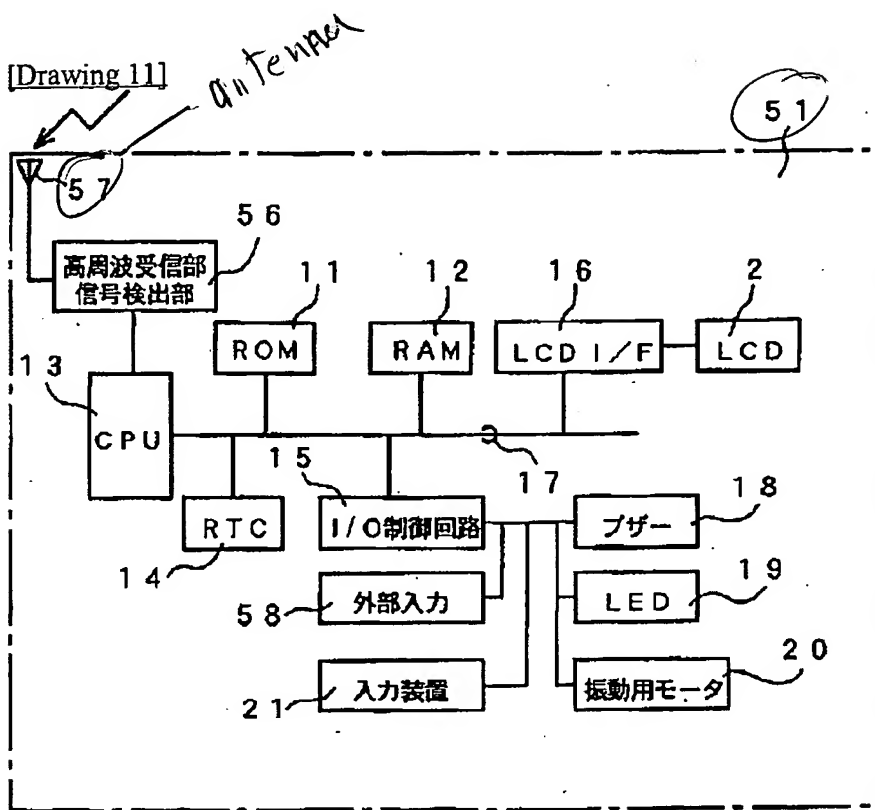 [Drawing 11]
antenna
51
57
56
高周波受信部
信号検出部
11
12
16
2
ROM
RAM
LCD I/F
LCD
13
CPU
15
17
18
RTC
I/O制御回路
ブザー
14
19
58
外部入力
LED
20
21
入力装置
振動用モータ